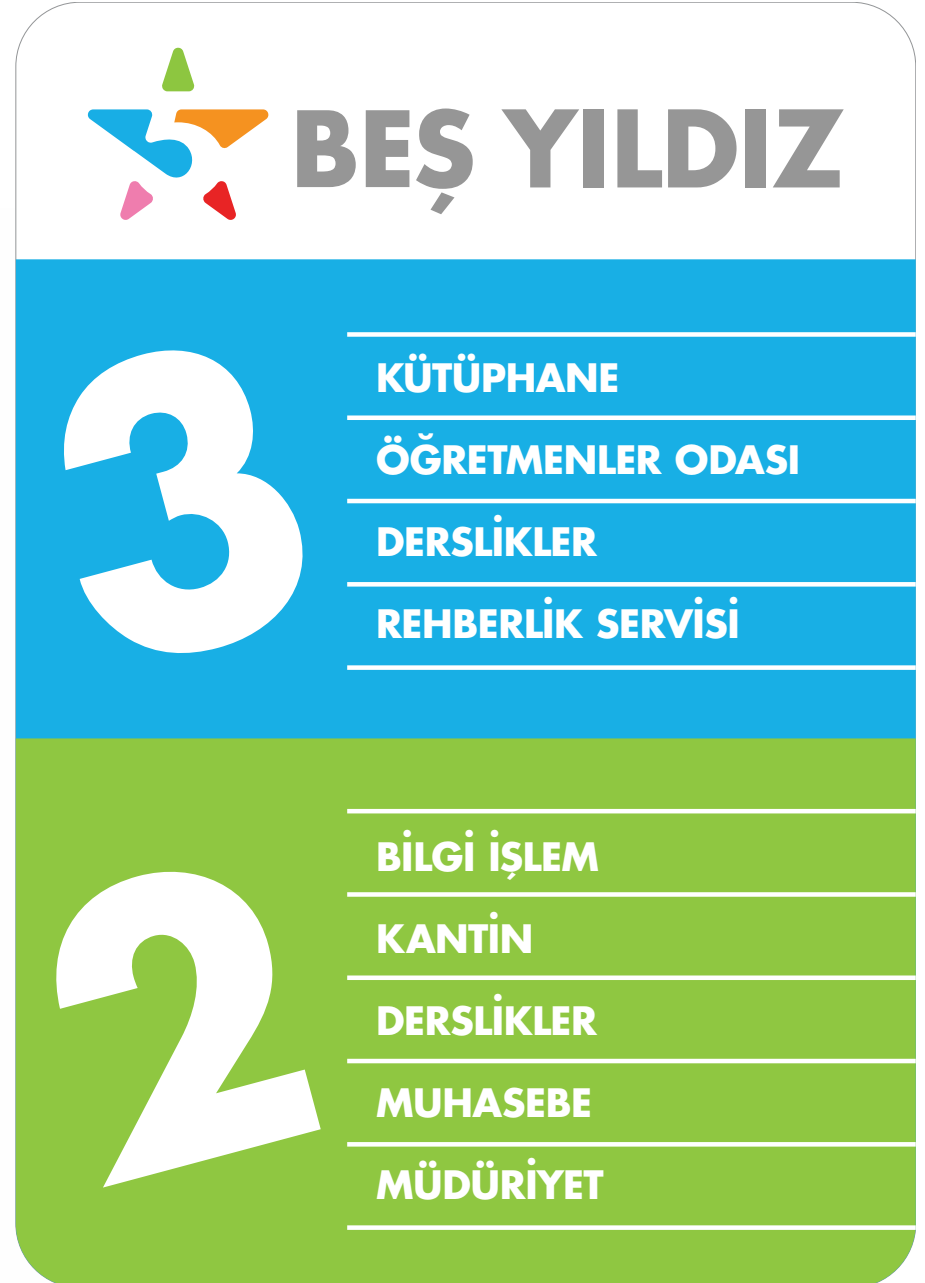 5 BEŞ YILDIZ
3
KÜTÜPHANE
ÖĞRETMENLER ODASI
DERSLİKLER
REHBERLİK SERVİSİ
2
BİLGİ İŞLEM
KANTİN
DERSLİKLER
MUHASEBE
MÜDÜRİYET